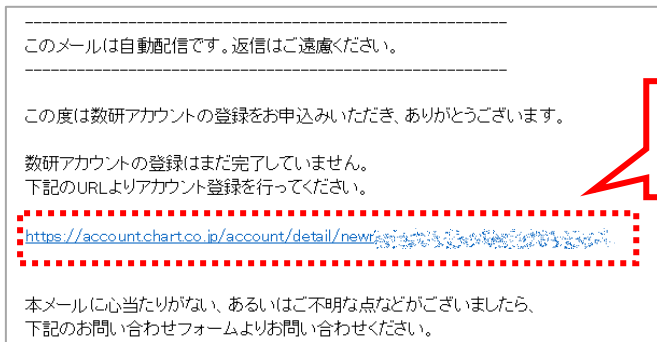 --------------------------------------------------------
このメールは自動配信です。返信はご遠慮ください。
--------------------------------------------------------
この度は数研アカウントの登録をお申込みいただき、ありがとうございます。
数研アカウントの登録はまだ完了していません。
下記のURLよりアカウント登録を行ってください。
https://account.chart.co.jp/account/detail/newr
本メールに心当たりがない、あるいはご不明な点などがございましたら、
下記のお問い合わせフォームよりお問い合わせください。